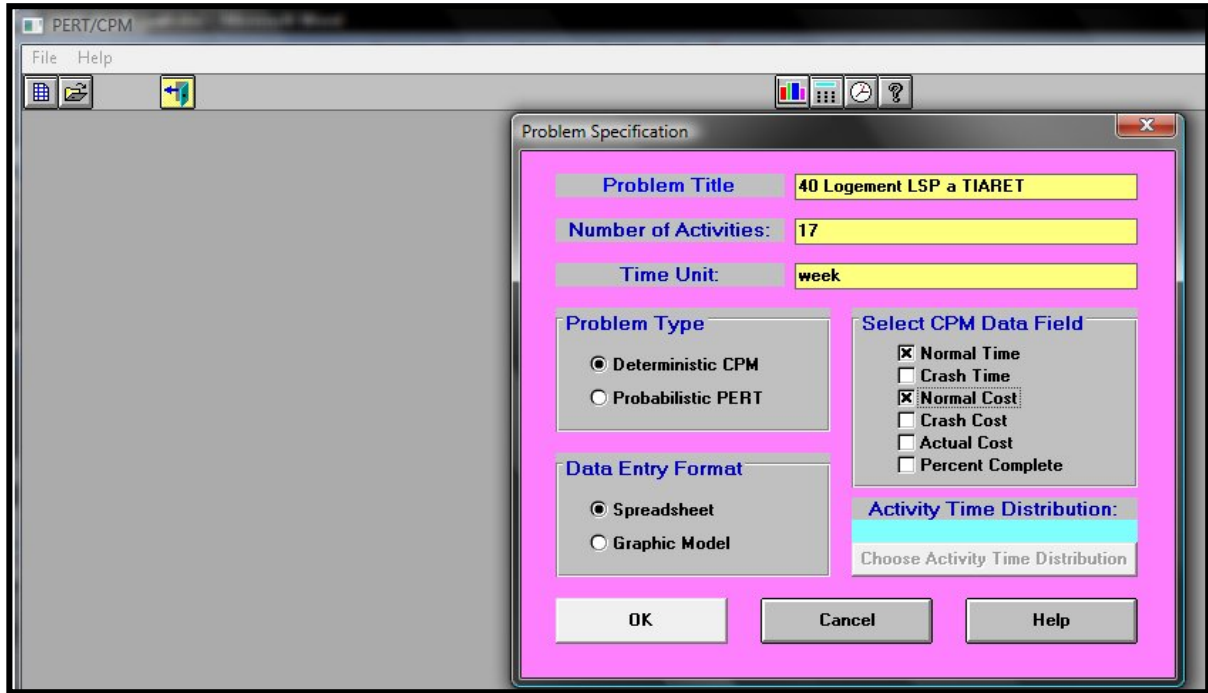 PERT/CPM
File Help
Problem Specification
Problem Title 40 Logement LSP a TIARET
Number of Activities: 17
Time Unit: week
Problem Type
Deterministic CPM
Probabilistic PERT
Select CPM Data Field
Normal Time
Crash Time
Normal Cost
Crash Cost
Actual Cost
Percent Complete
Data Entry Format
Spreadsheet
Graphic Model
Activity Time Distribution:
Choose Activity Time Distribution
OK Cancel Help